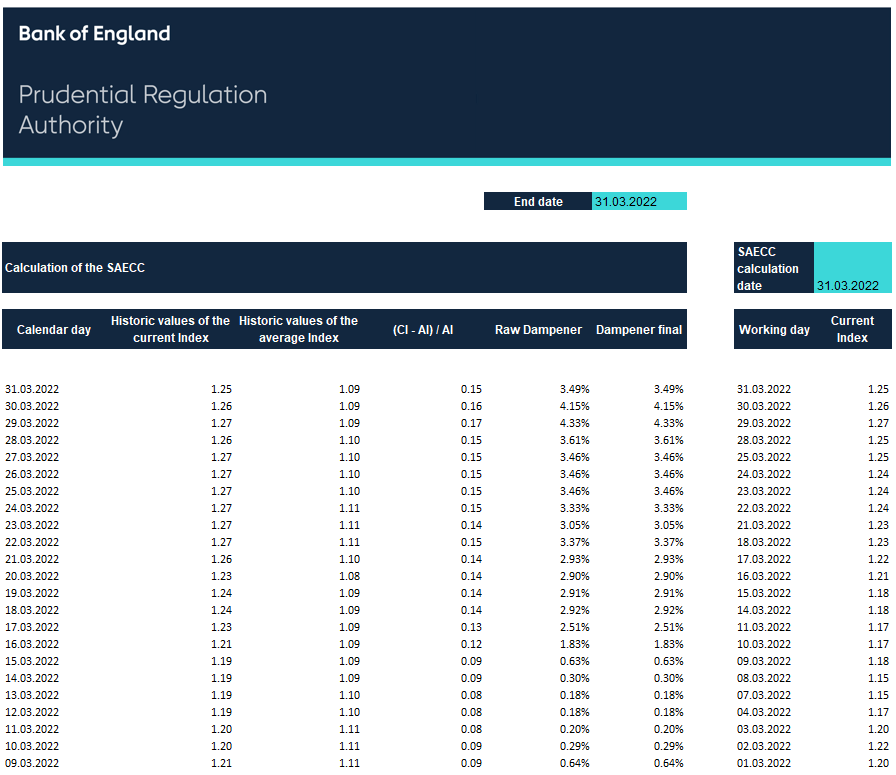 Bank of England
Prudential Regulation
Authority
End date 31.03.2022
Calculation of the SAECC
SAECC
calculation
date 31.03.2022
Calendar day Historic values of the current Index Historic values of the average Index (CI - AI) / AI Raw Dampener Dampener final Working day Current Index
31.03.2022 1.25 1.09 0.15 3.49% 3.49% 31.03.2022 1.25
30.03.2022 1.26 1.09 0.16 4.15% 4.15% 30.03.2022 1.26
29.03.2022 1.27 1.09 0.17 4.33% 4.33% 29.03.2022 1.27
28.03.2022 1.26 1.10 0.15 3.61% 3.61% 28.03.2022 1.25
27.03.2022 1.27 1.10 0.15 3.46% 3.46% 25.03.2022 1.25
26.03.2022 1.27 1.10 0.15 3.46% 3.46% 24.03.2022 1.24
25.03.2022 1.27 1.10 0.15 3.46% 3.46% 23.03.2022 1.24
24.03.2022 1.27 1.11 0.15 3.33% 3.33% 22.03.2022 1.24
23.03.2022 1.27 1.11 0.14 3.05% 3.05% 21.03.2022 1.23
22.03.2022 1.27 1.11 0.15 3.37% 3.37% 18.03.2022 1.23
21.03.2022 1.26 1.10 0.14 2.93% 2.93% 17.03.2022 1.22
20.03.2022 1.23 1.08 0.14 2.90% 2.90% 16.03.2022 1.21
19.03.2022 1.24 1.09 0.14 2.91% 2.91% 15.03.2022 1.18
18.03.2022 1.24 1.09 0.14 2.92% 2.92% 14.03.2022 1.18
17.03.2022 1.23 1.09 0.13 2.51% 2.51% 11.03.2022 1.17
16.03.2022 1.21 1.09 0.12 1.83% 1.83% 10.03.2022 1.17
15.03.2022 1.19 1.09 0.09 0.63% 0.63% 09.03.2022 1.18
14.03.2022 1.19 1.09 0.09 0.30% 0.30% 08.03.2022 1.15
13.03.2022 1.19 1.10 0.08 0.18% 0.18% 07.03.2022 1.15
12.03.2022 1.19 1.10 0.08 0.18% 0.18% 04.03.2022 1.17
11.03.2022 1.20 1.11 0.08 0.20% 0.20% 03.03.2022 1.20
10.03.2022 1.20 1.11 0.09 0.29% 0.29% 02.03.2022 1.22
09.03.2022 1.21 1.11 0.09 0.64% 0.64% 01.03.2022 1.20